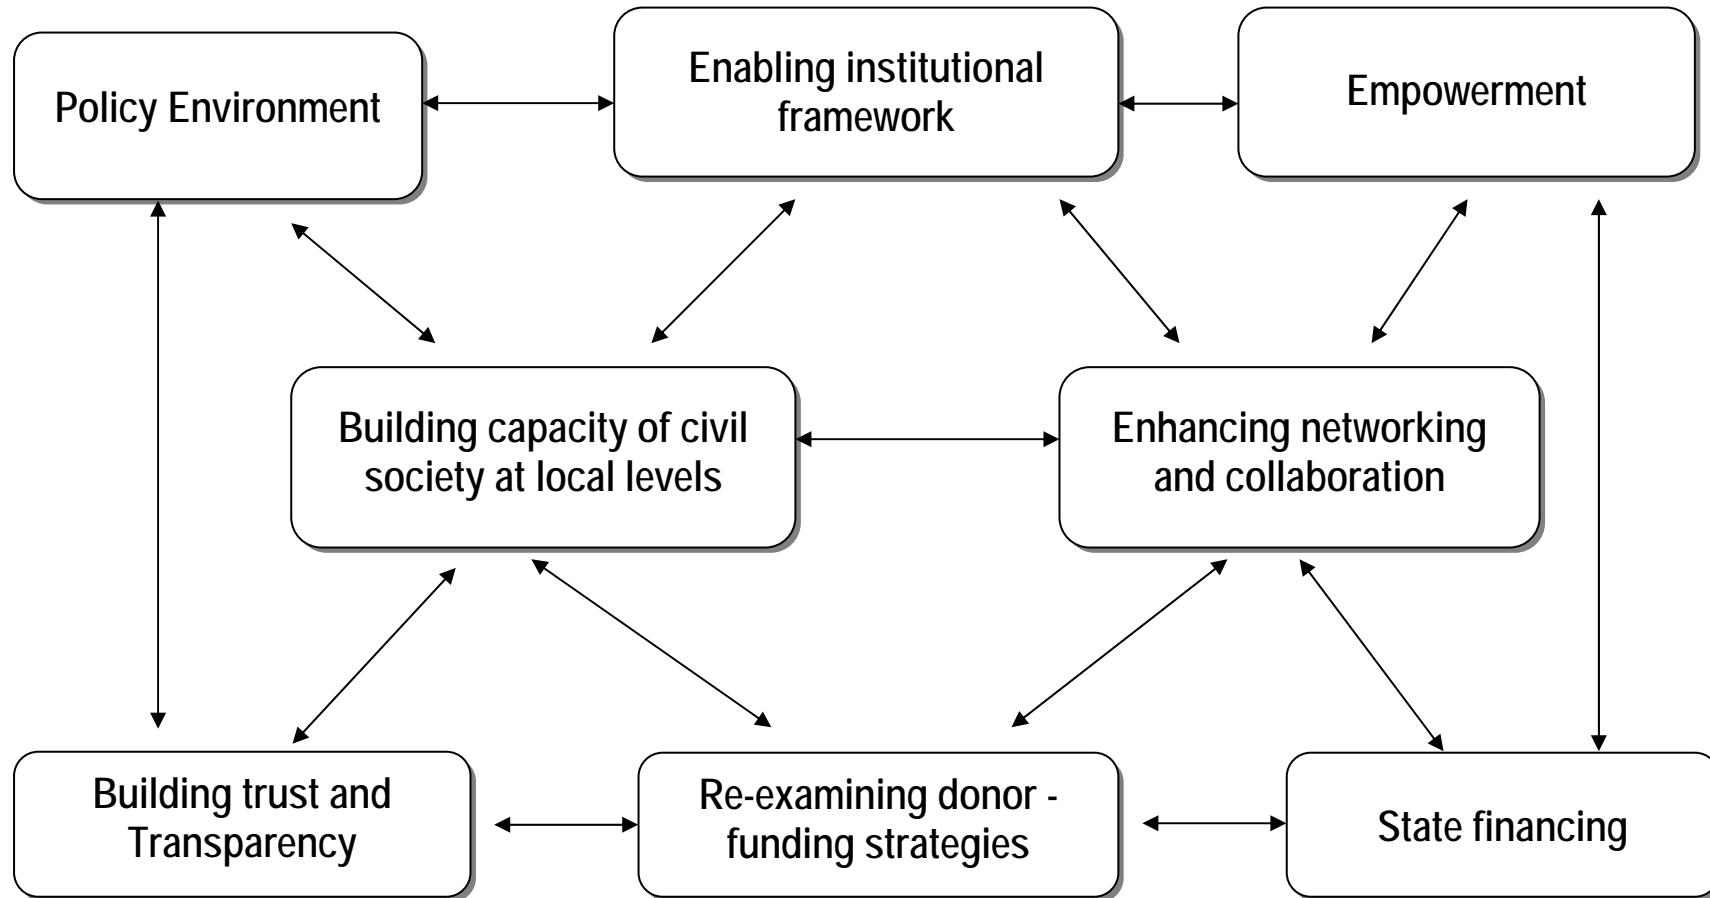 Policy Environment
Enabling institutional
framework
Empowerment
Building capacity of civil
society at local levels
Enhancing networking
and collaboration
Building trust and
Transparency
Re-examining donor -
funding strategies
State financing